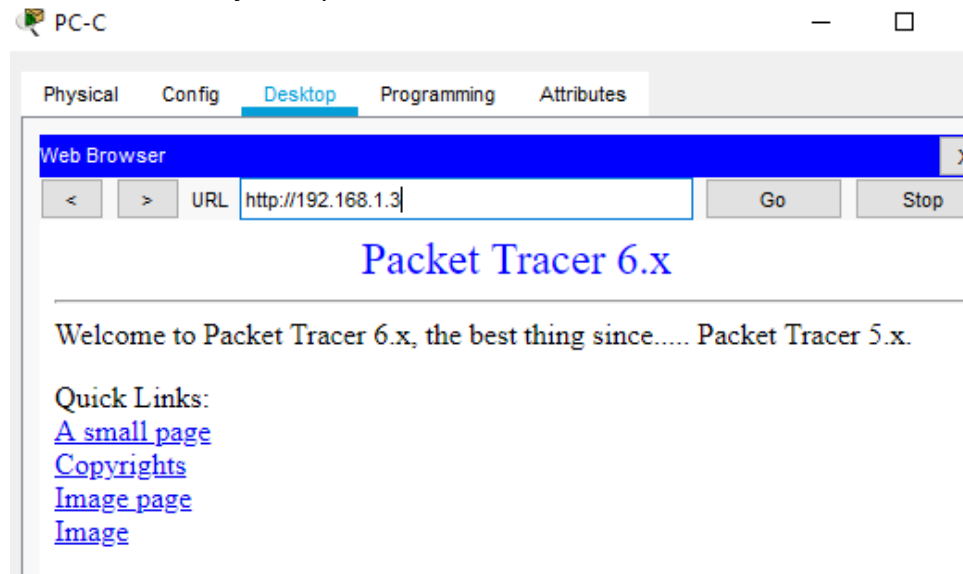 PC-C
Physical Config Desktop Programming Attributes
Web Browser X
< > URL http://192.168.1.3 Go Stop
Packet Tracer 6.x
Welcome to Packet Tracer 6.x, the best thing since..... Packet Tracer 5.x.
Quick Links:
A small page
Copyrights
Image page
Image